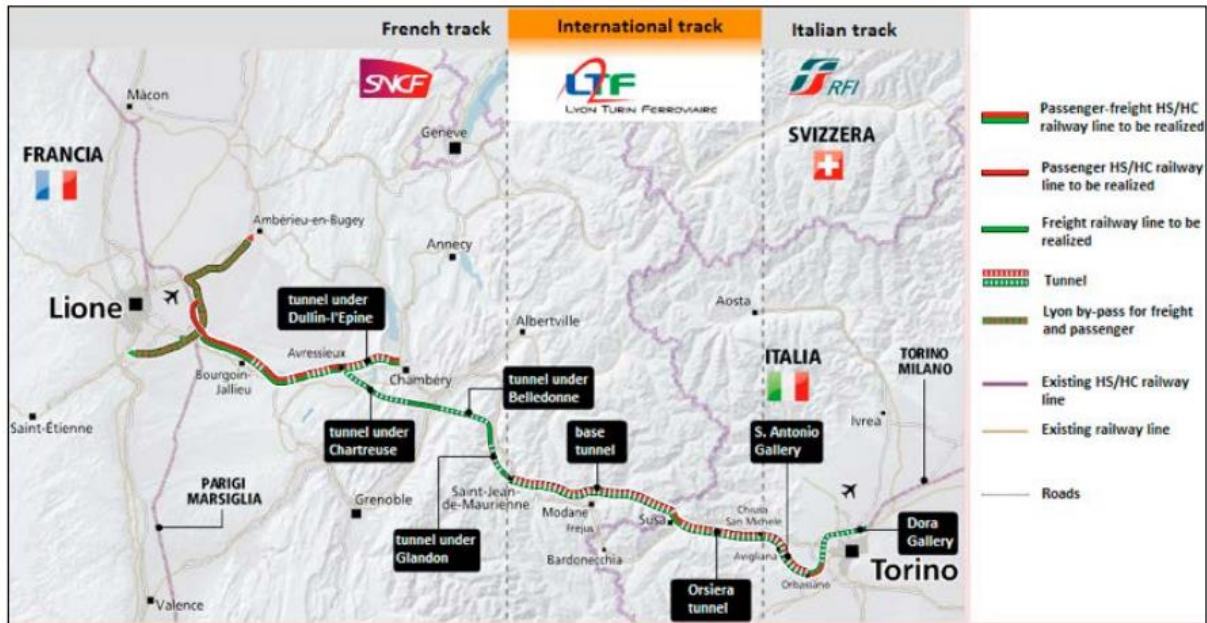 French track
International track
Italian track
SNCF
LTF
LYON TURIN FERROVIAIRE
RFI
Mâcon
Genève
SVIZZERA
FRANCIA
Ambérieu-en-Bugey
Annecy
Lione
tunnel under
Dullin-l'Epine
Aosta
Albertville
Avressieux
Bourgoin-
Jallieu
Chambéry
tunnel under
Belledonne
ITALIA
TORINO
MILANO
Saint-Étienne
tunnel under
Chartreuse
base
tunnel
S. Antonio
Gallery
Ivrea
PARIGI
MARSIGLIA
Grenoble
Saint-Jean-
de-Maurienne
Modane
Frejus
Susa
Chiusa
San Michele
Dora
Gallery
tunnel under
Glandon
Bardonecchia
Avigliana
Orbassano
Torino
Valence
Orsiera
tunnel
Passenger-freight HS/HC
railway line to be realized
Passenger HS/HC railway
line to be realized
Freight railway line to be
realized
Tunnel
Lyon by-pass for freight
and passenger
Existing HS/HC railway
line
Existing railway line
Roads